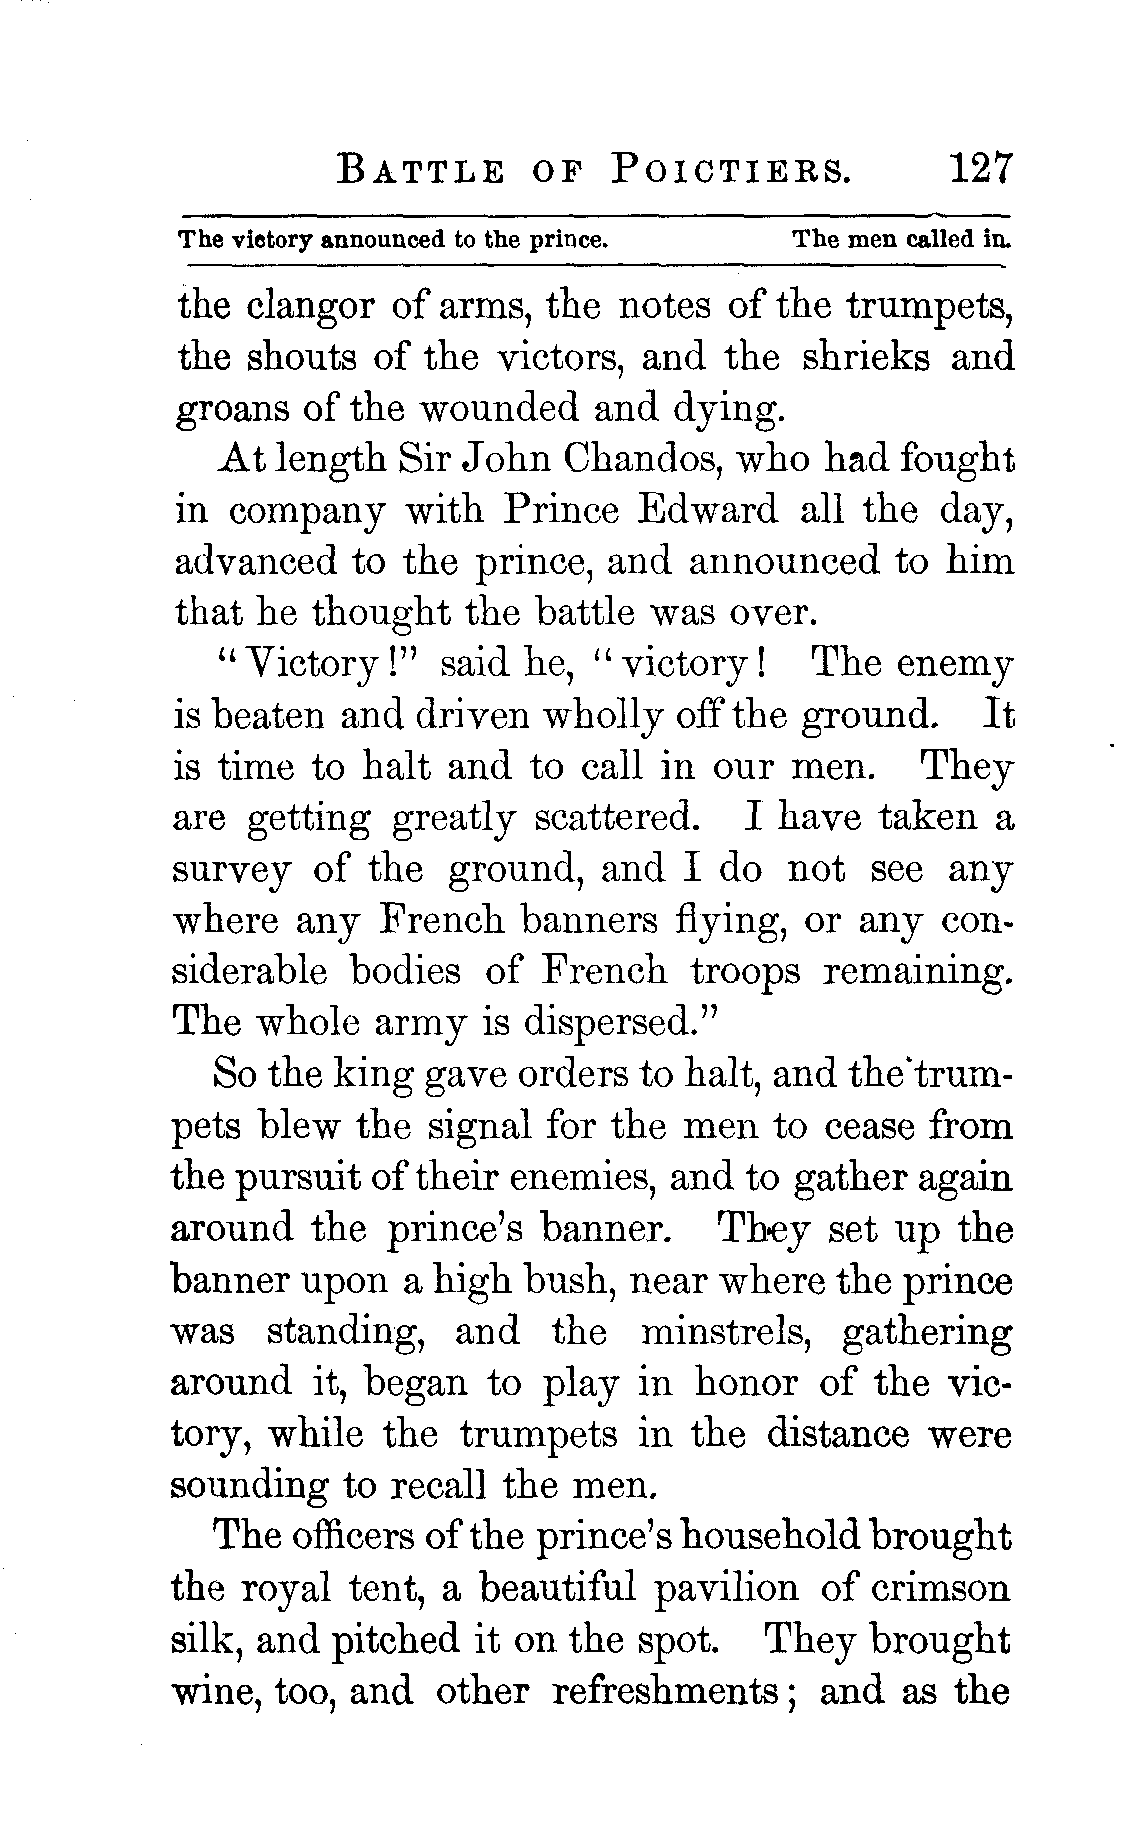 BATTLE OF POICTIERS. 127
The victory announced to the prince. The men called in.
the clangor of arms, the notes of the trumpets,
the shouts of the victors, and the shrieks and
groans of the wounded and dying.
At length Sir John Chandos, who had fought
in company with Prince Edward all the day,
advanced to the prince, and announced to him
that he thought the battle was over.
“Victory!” said he, “victory! The enemy
is beaten and driven wholly off the ground. It
is time to halt and to call in our men. They
are getting greatly scattered. I have taken a
survey of the ground, and I do not see any
where any French banners flying, or any con-
siderable bodies of French troops remaining.
The whole army is dispersed.”
So the king gave orders to halt, and the trum-
pets blew the signal for the men to cease from
the pursuit of their enemies, and to gather again
around the prince’s banner. They set up the
banner upon a high bush, near where the prince
was standing, and the minstrels, gathering
around it, began to play in honor of the vic-
tory, while the trumpets in the distance were
sounding to recall the men.
The officers of the prince’s household brought
the royal tent, a beautiful pavilion of crimson
silk, and pitched it on the spot. They brought
wine, too, and other refreshments; and as the